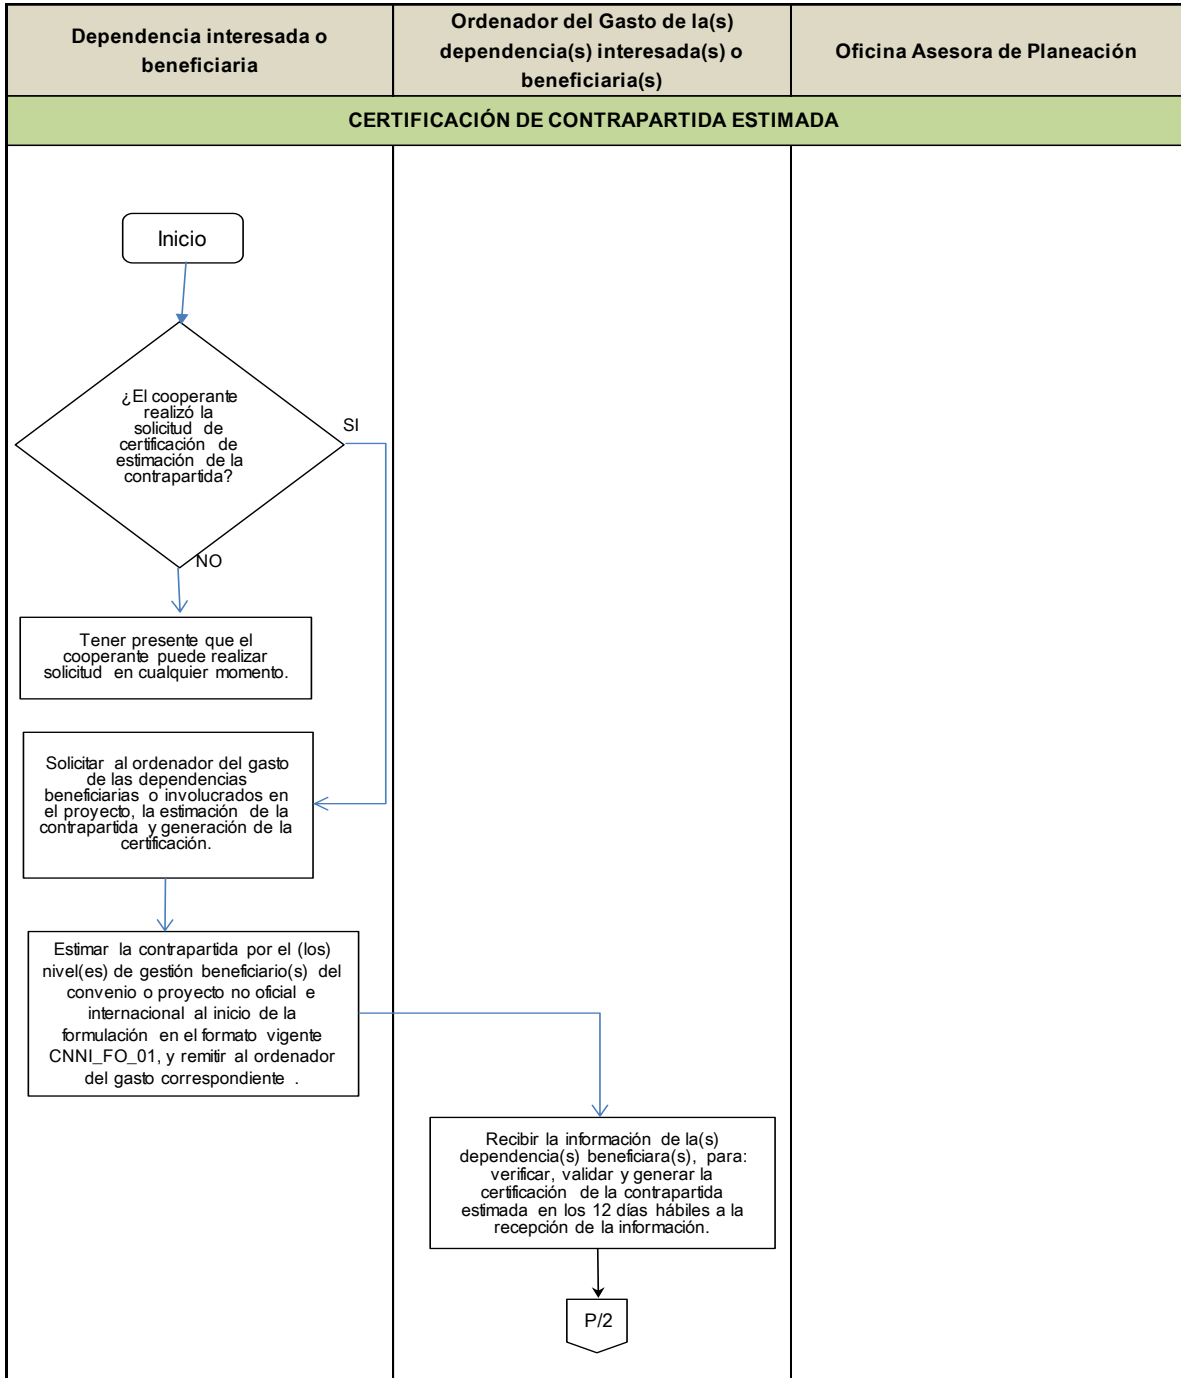 Dependencia interesada o
beneficiaria
Ordenador del Gasto de la(s)
dependencia(s) interesada(s) o
beneficiaria(s)
Oficina Asesora de Planeación
CERTIFICACIÓN DE CONTRAPARTIDA ESTIMADA
Inicio
¿El cooperante
realizó la
solicitud de
certificación de
estimación de la
contrapartida?
SI
NO
Tener presente que el
cooperante puede realizar
solicitud en cualquier momento.
Solicitar al ordenador del gasto
de las dependencias
beneficiarias o involucrados en
el proyecto, la estimación de la
contrapartida y generación de la
certificación.
Estimar la contrapartida por el (los)
nivel(es) de gestión beneficiario(s) del
convenio o proyecto no oficial e
internacional al inicio de la
formulación en el formato vigente
CNNI_FO_01, y remitir al ordenador
del gasto correspondiente .
Recibir la información de la(s)
dependencia(s) beneficiara(s), para:
verificar, validar y generar la
certificación de la contrapartida
estimada en los 12 días hábiles a la
recepción de la información.
P/2